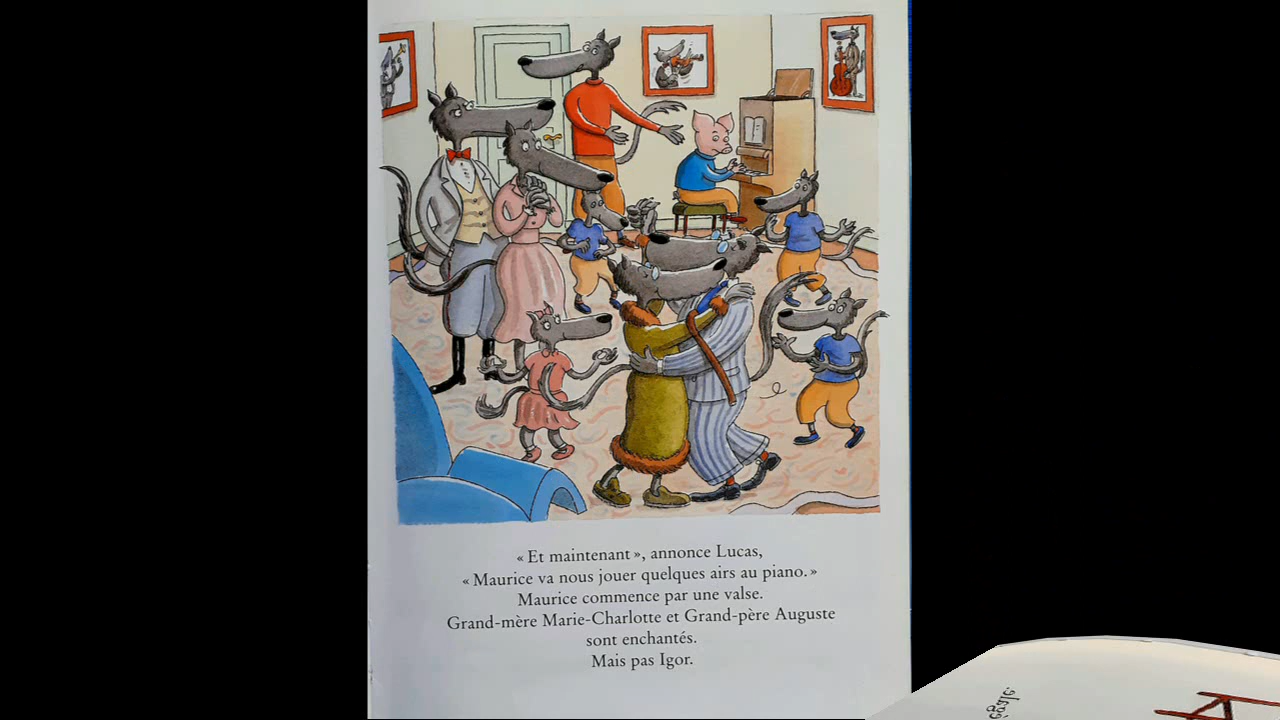 « Et maintenant », annonce Lucas,
« Maurice va nous jouer quelques airs au piano. »
Maurice commence par une valse.
Grand-mère Marie-Charlotte et Grand-père Auguste
sont enchantés.
Mais pas Igor.